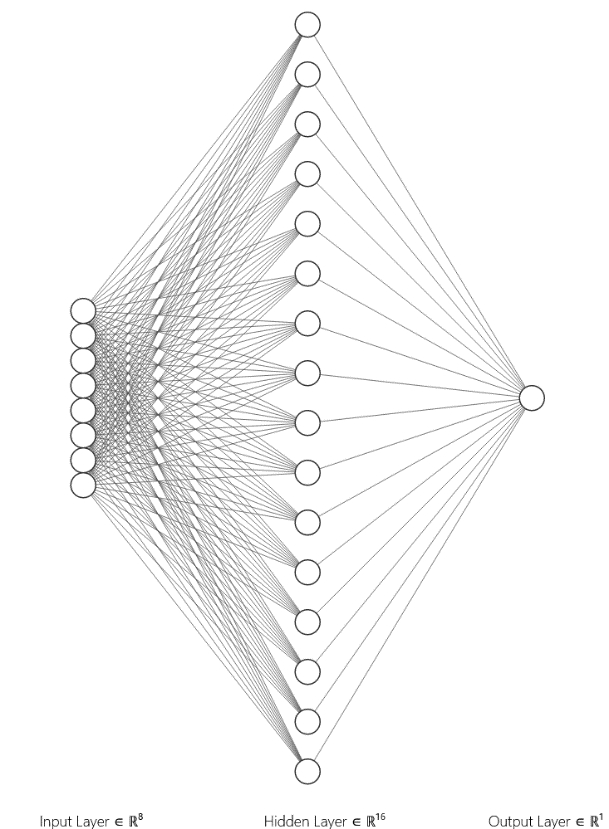 Input Layer ∈ ℝ⁸
Hidden Layer ∈ ℝ¹⁶
Output Layer ∈ ℝ¹